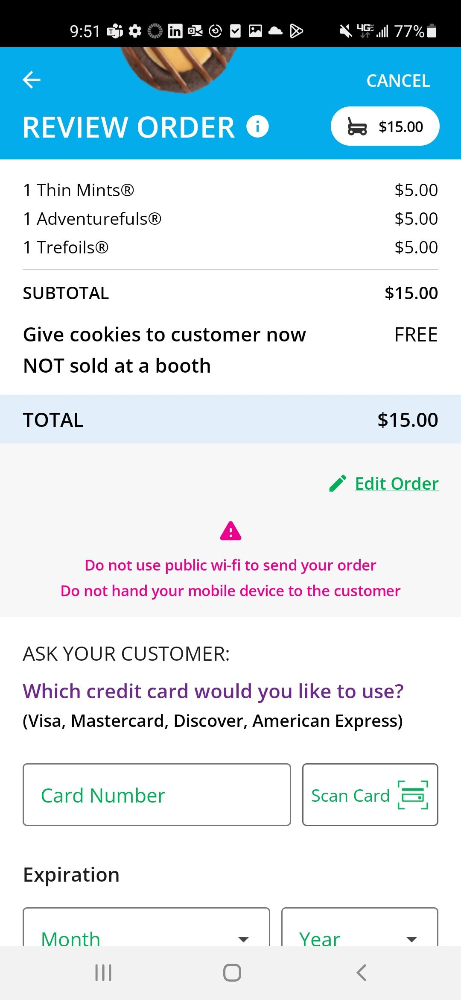 9:51 4G LTE 77%
CANCEL
REVIEW ORDER $15.00
1 Thin Mints® $5.00
1 Adventurefuls® $5.00
1 Trefoils® $5.00
SUBTOTAL $15.00
Give cookies to customer now FREE
NOT sold at a booth
TOTAL $15.00
Edit Order
Do not use public wi-fi to send your order
Do not hand your mobile device to the customer
ASK YOUR CUSTOMER:
Which credit card would you like to use?
(Visa, Mastercard, Discover, American Express)
Card Number Scan Card
Expiration
Month Year